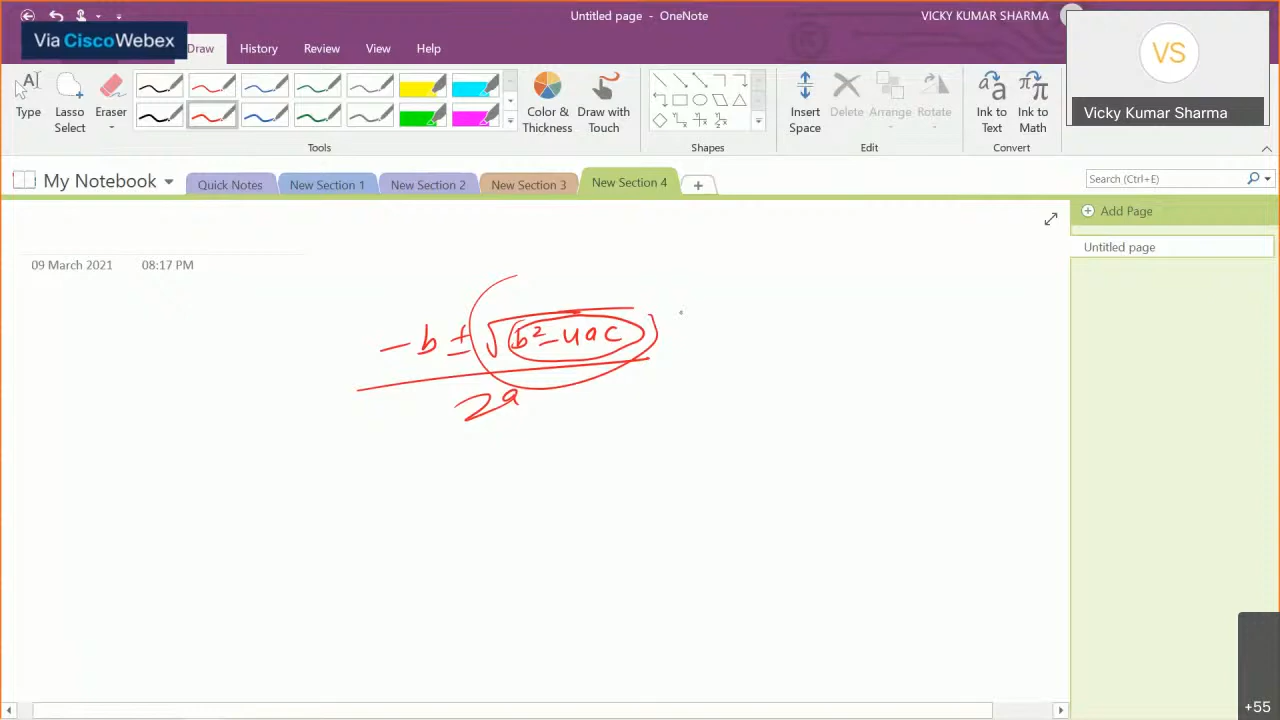 Untitled page - OneNote
VICKY KUMAR SHARMA
Via CiscoWebex
Draw
History
Review
View
Help
VS
Vicky Kumar Sharma
Type
Lasso Select
Eraser
Color & Thickness
Draw with Touch
Insert Space
Delete
Arrange
Rotate
Ink to Text
Ink to Math
Tools
Shapes
Edit
Convert
My Notebook
Quick Notes
New Section 1
New Section 2
New Section 3
New Section 4
+
Search (Ctrl+E)
Add Page
Untitled page
09 March 2021 08:17 PM
-b ± √(b² - 4ac)
2a
+55